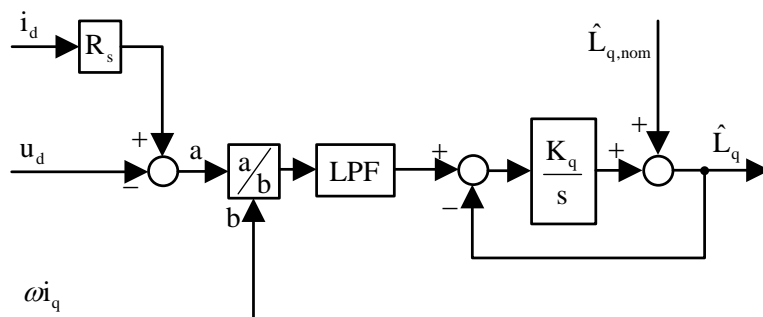 i_d
R_s
L̂_q,nom
+
+
u_d
−
a
a/b
b
LPF
+
−
K_q/s
+
L̂_q
ωi_q